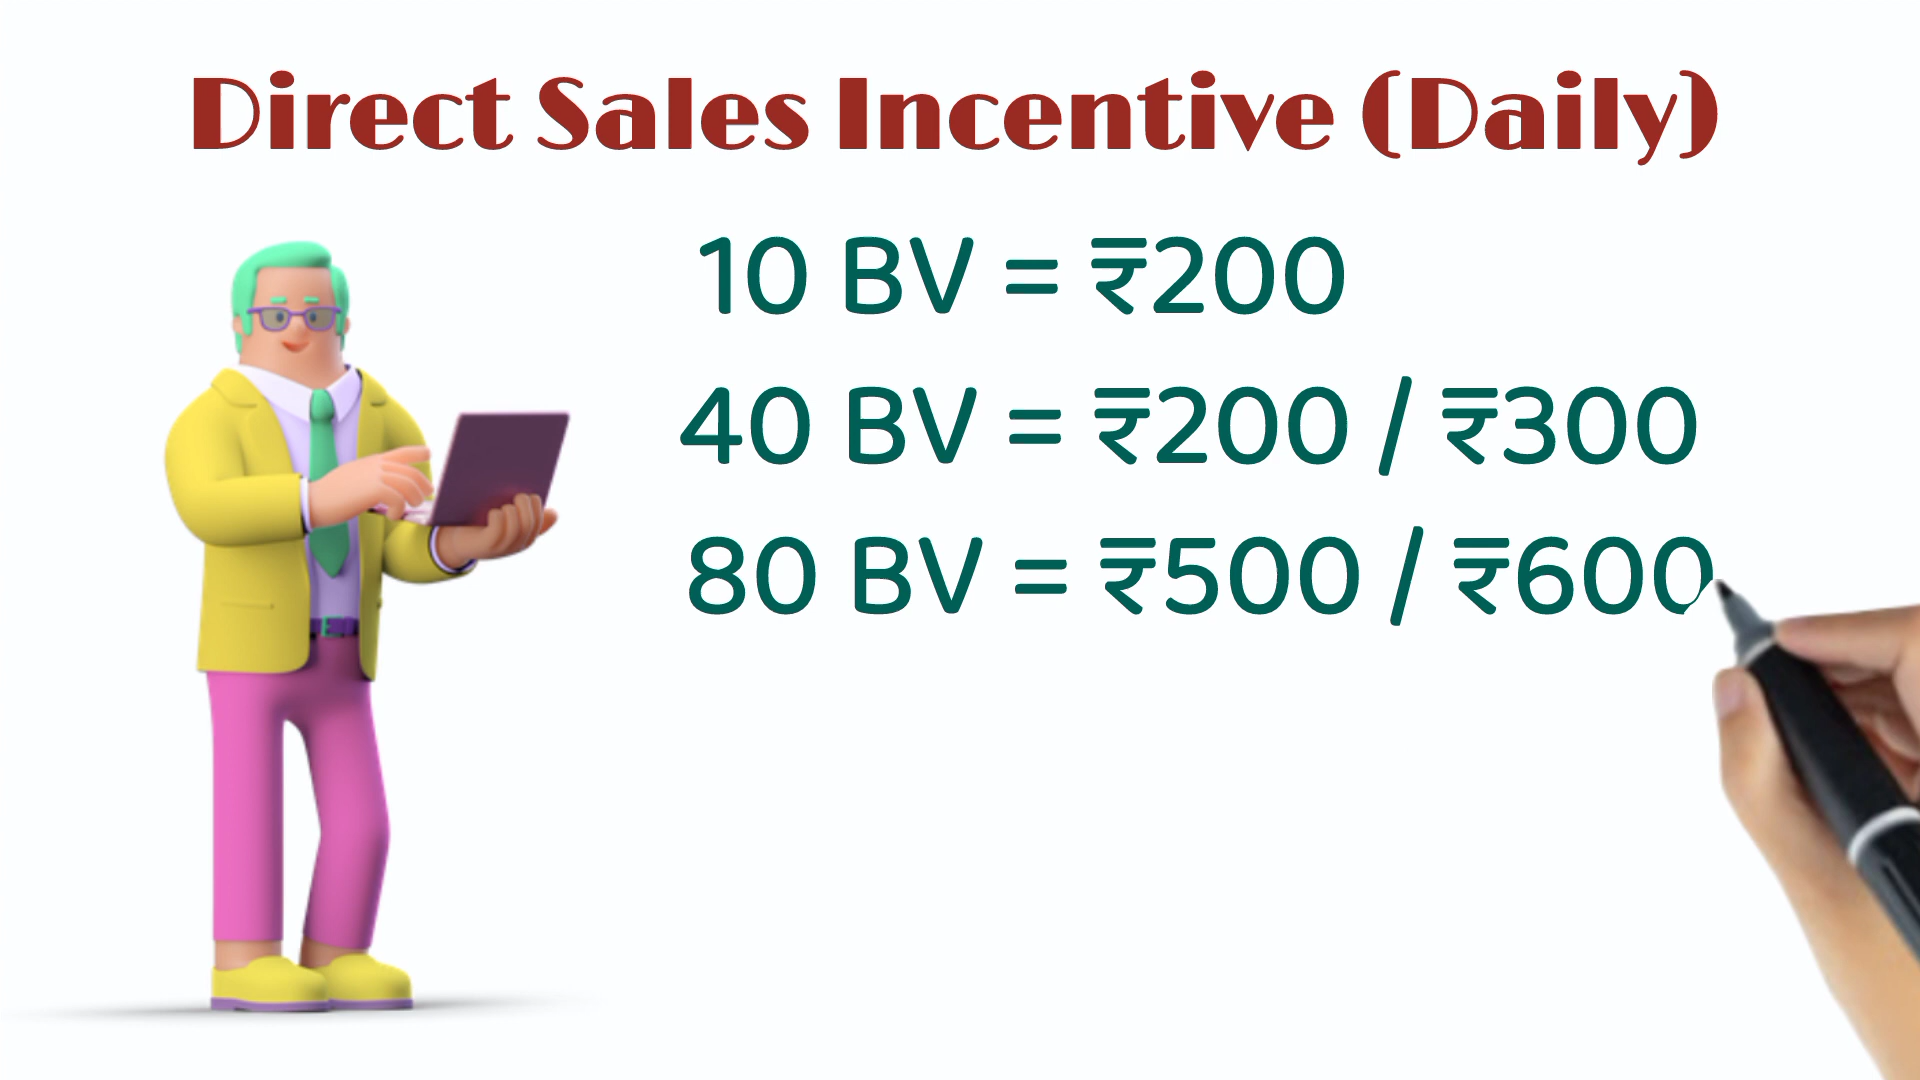 Direct Sales Incentive (Daily)
10 BV = ₹200
40 BV = ₹200 / ₹300
80 BV = ₹500 / ₹600